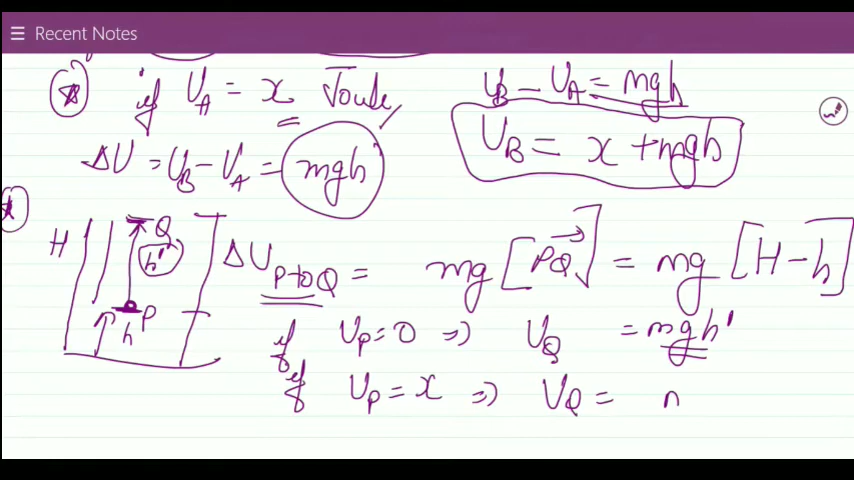 Recent Notes
if U_A = x Joule
U_B - U_A = mgh
U_B = x + mgh
ΔU = U_B - U_A = mgh
H Q h' P h
ΔU_P to Q = mg [PQ] = mg [H - h]
if U_P = 0 ⇒ U_Q = mgh'
if U_P = x ⇒ U_Q = n